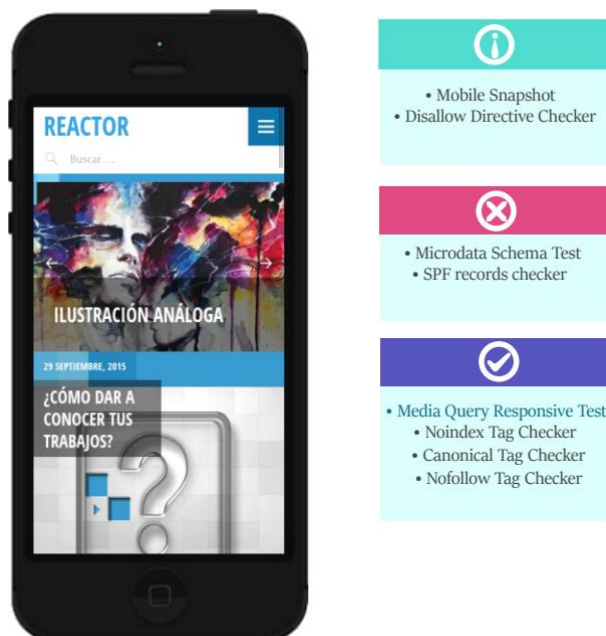 REACTOR
Buscar ...
ILUSTRACIÓN ANÁLOGA
29 SEPTIEMBRE, 2015
¿CÓMO DAR A
CONOCER TUS
TRABAJOS?
• Mobile Snapshot
• Disallow Directive Checker
• Microdata Schema Test
• SPF records checker
• Media Query Responsive Test
• Noindex Tag Checker
• Canonical Tag Checker
• Nofollow Tag Checker